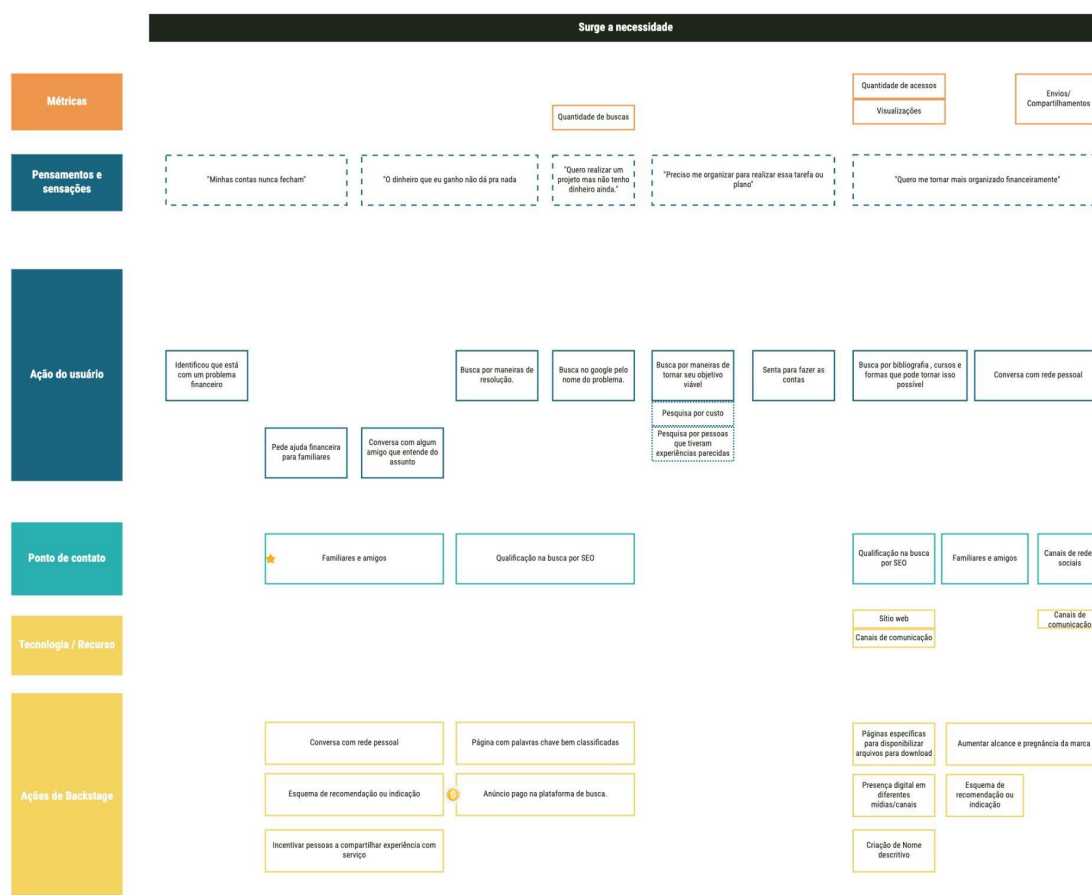 Surge a necessidade
Métricas
Quantidade de buscas
Quantidade de acessos
Visualizações
Envios/
Compartilhamentos
Pensamentos e
sensações
"Minhas contas nunca fecham"
"O dinheiro que eu ganho não dá pra nada
"Quero realizar um
projeto mas não tenho
dinheiro ainda."
"Preciso me organizar para realizar essa tarefa ou
plano"
"Quero me tornar mais organizado financeiramente"
Ação do usuário
Identificou que está
com um problema
financeiro
Pede ajuda financeira
para familiares
Conversa com algum
amigo que entende do
assunto
Busca por maneiras de
resolução.
Busca no google pelo
nome do problema.
Busca por maneiras de
tornar seu objetivo
viável
Pesquisa por custo
Pesquisa por pessoas
que tiveram
experiências parecidas
Senta para fazer as
contas
Busca por bibliografia , cursos e
formas que pode tornar isso
possível
Conversa com rede pessoal
Ponto de contato
Familiares e amigos
Qualificação na busca por SEO
Qualificação na busca
por SEO
Familiares e amigos
Canais de rede
sociais
Tecnologia / Recurso
Sítio web
Canais de comunicação
Canais de
comunicação
Ações de Backstage
Conversa com rede pessoal
Página com palavras chave bem classificadas
Páginas específicas
para disponibilizar
arquivos para download
Aumentar alcance e pregnância da marca
Esquema de recomendação ou indicação
Anúncio pago na plataforma de busca.
Presença digital em
diferentes
mídias/canais
Esquema de
recomendação ou
indicação
Incentivar pessoas a compartilhar experiência com
serviço
Criação de Nome
descritivo